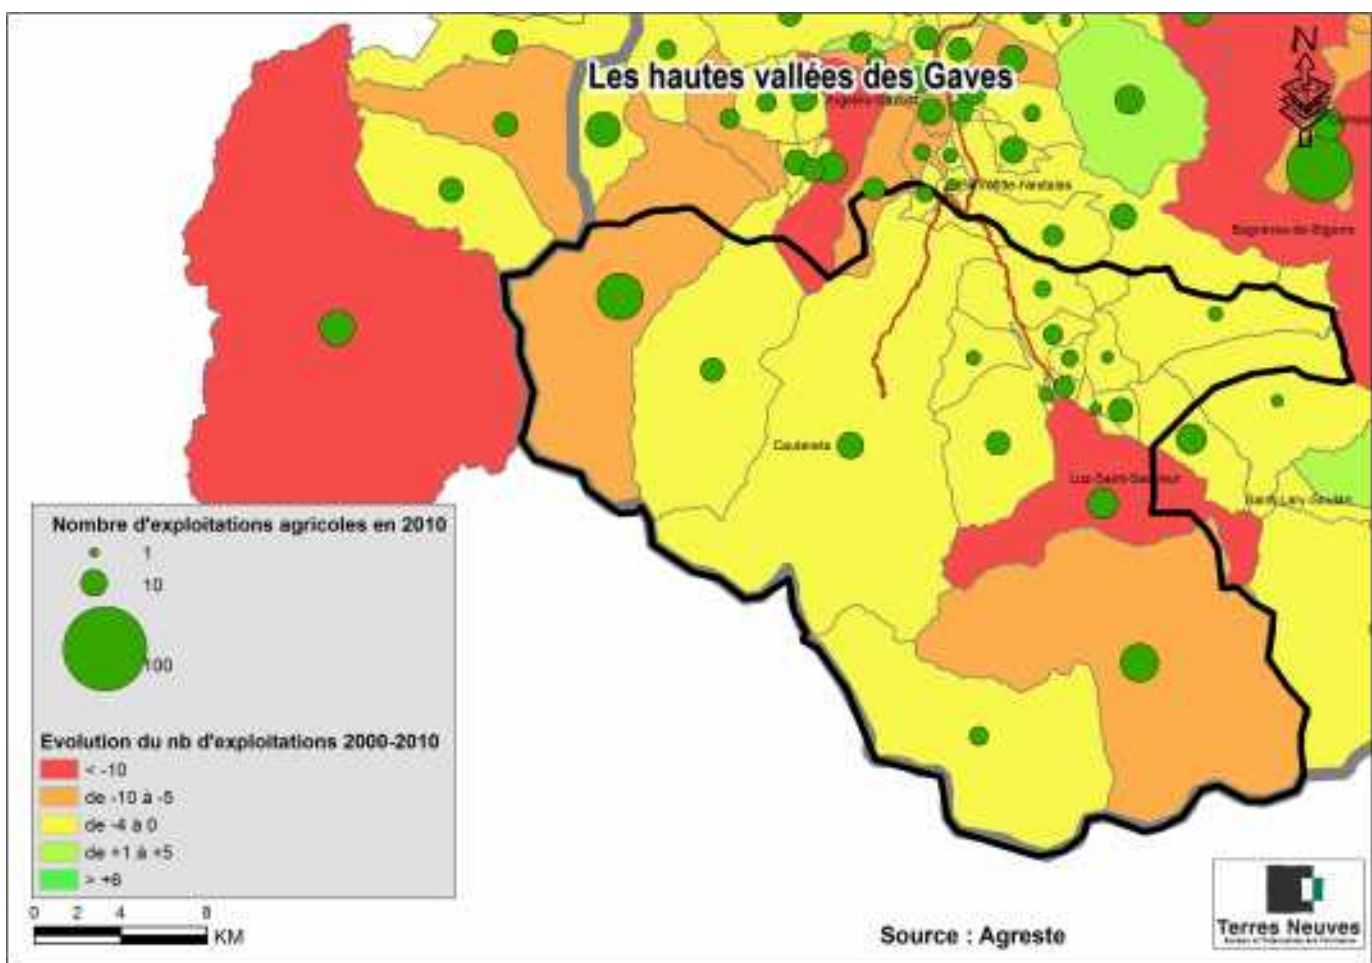 Les hautes vallées des Gaves
N
Cauterets
Luz-Saint-Sauveur
Nombre d'exploitations agricoles en 2010
1
10
100
Evolution du nb d'exploitations 2000-2010
< -10
de -10 à -5
de -4 à 0
de +1 à +5
> +6
0 2 4 8
KM
Source : Agreste
Terres Neuves